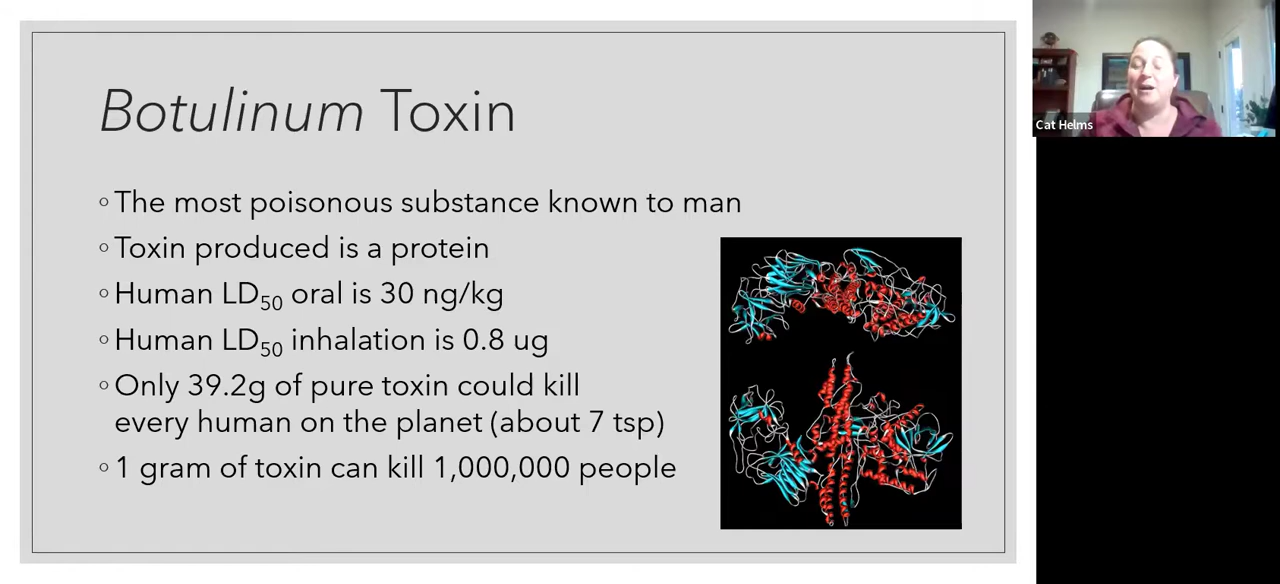 Botulinum Toxin
◦ The most poisonous substance known to man
◦ Toxin produced is a protein
◦ Human LD₅₀ oral is 30 ng/kg
◦ Human LD₅₀ inhalation is 0.8 ug
◦ Only 39.2g of pure toxin could kill
every human on the planet (about 7 tsp)
◦ 1 gram of toxin can kill 1,000,000 people
Cat Helms